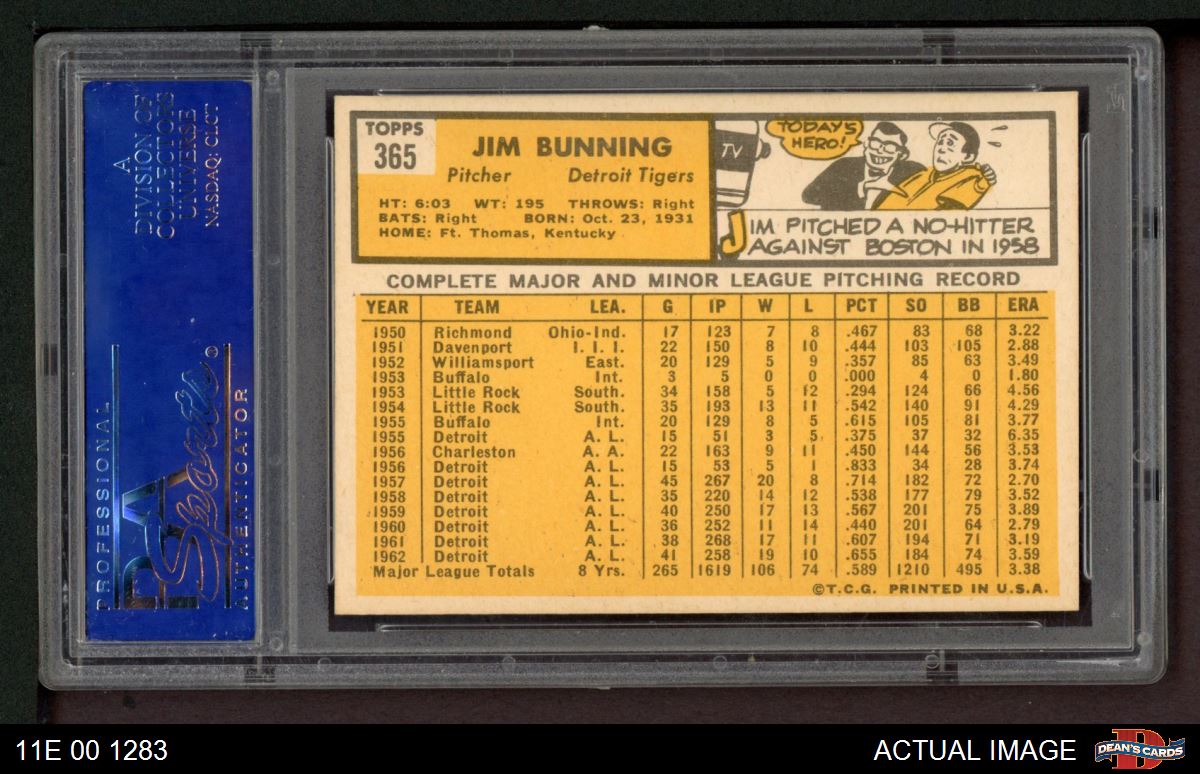 A
DIVISION OF
COLLECTORS
UNIVERSE
NASDAQ: CLCT
PROFESSIONAL
PSA
Sports ®
AUTHENTICATOR
TOPPS
365
JIM BUNNING
Pitcher Detroit Tigers
HT: 6:03 WT: 195 THROWS: Right
BATS: Right BORN: Oct. 23, 1931
HOME: Ft. Thomas, Kentucky
TV
TODAY'S
HERO!
JIM PITCHED A NO-HITTER
AGAINST BOSTON IN 1958
COMPLETE MAJOR AND MINOR LEAGUE PITCHING RECORD
YEAR TEAM LEA. G IP W L PCT SO BB ERA
1950 Richmond Ohio-Ind. 17 123 7 8 .467 83 68 3.22
1951 Davenport I. I. I. 22 150 8 10 .444 103 105 2.88
1952 Williamsport East. 20 129 5 9 .357 85 63 3.49
1953 Buffalo Int. 3 5 0 0 .000 4 0 1.80
1953 Little Rock South. 34 158 5 12 .294 124 66 4.56
1954 Little Rock South. 35 193 13 11 .542 140 91 4.29
1955 Buffalo Int. 20 129 8 5 .615 105 81 3.77
1955 Detroit A. L. 15 51 3 5 .375 37 32 6.35
1956 Charleston A. A. 22 163 9 11 .450 144 56 3.53
1956 Detroit A. L. 15 53 5 1 .833 34 28 3.74
1957 Detroit A. L. 45 267 20 8 .714 182 72 2.70
1958 Detroit A. L. 35 220 14 12 .538 177 79 3.52
1959 Detroit A. L. 40 250 17 13 .567 201 75 3.89
1960 Detroit A. L. 36 252 11 14 .440 201 64 2.79
1961 Detroit A. L. 38 268 17 11 .607 194 71 3.19
1962 Detroit A. L. 41 258 19 10 .655 184 74 3.59
Major League Totals 8 Yrs. 265 1619 106 74 .589 1210 495 3.38
©T.C.G. PRINTED IN U.S.A.
11E 00 1283
ACTUAL IMAGE
D
DEAN'S CARDS